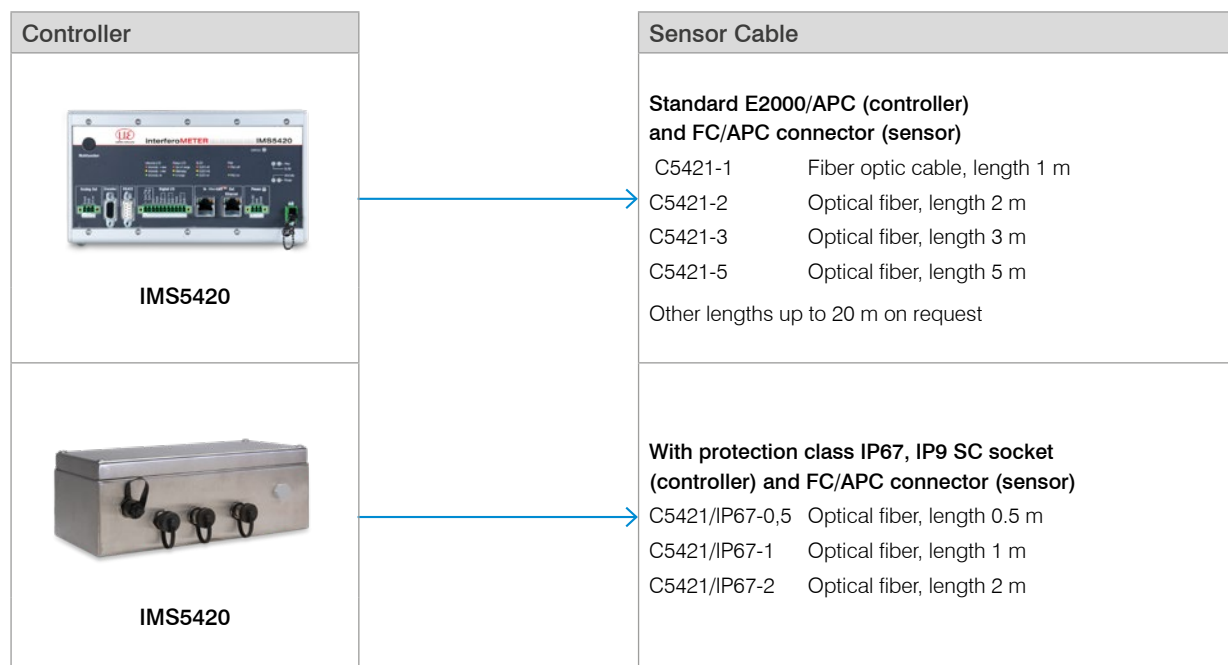 Controller
Sensor Cable
interferoMETER
IMS5420
IMS5420
Standard E2000/APC (controller)
and FC/APC connector (sensor)
C5421-1 Fiber optic cable, length 1 m
C5421-2 Optical fiber, length 2 m
C5421-3 Optical fiber, length 3 m
C5421-5 Optical fiber, length 5 m
Other lengths up to 20 m on request
IMS5420
With protection class IP67, IP9 SC socket
(controller) and FC/APC connector (sensor)
C5421/IP67-0,5 Optical fiber, length 0.5 m
C5421/IP67-1 Optical fiber, length 1 m
C5421/IP67-2 Optical fiber, length 2 m